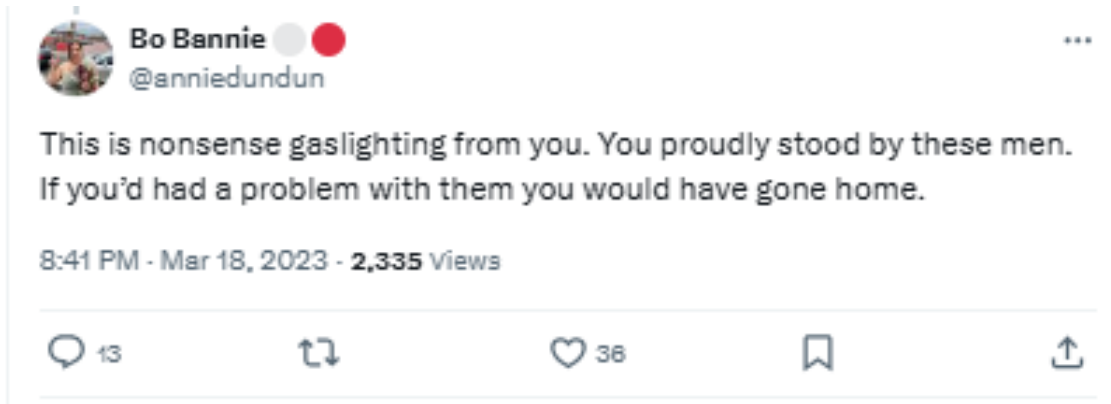 Bo Bannie
@anniedundun
This is nonsense gaslighting from you. You proudly stood by these men.
If you’d had a problem with them you would have gone home.
8:41 PM · Mar 18, 2023 · 2,335 Views
13 36